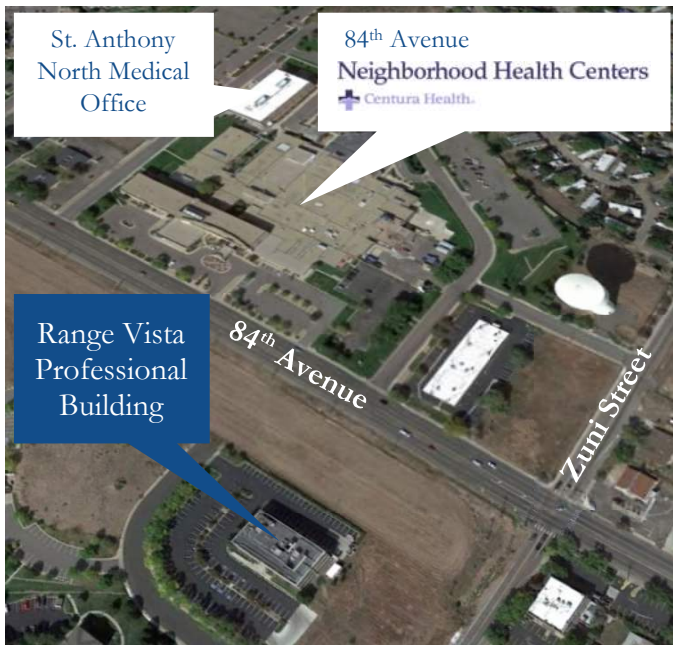 St. Anthony
North Medical
Office
84th Avenue
Neighborhood Health Centers
Centura Health.
Range Vista
Professional
Building
84th Avenue
Zuni Street